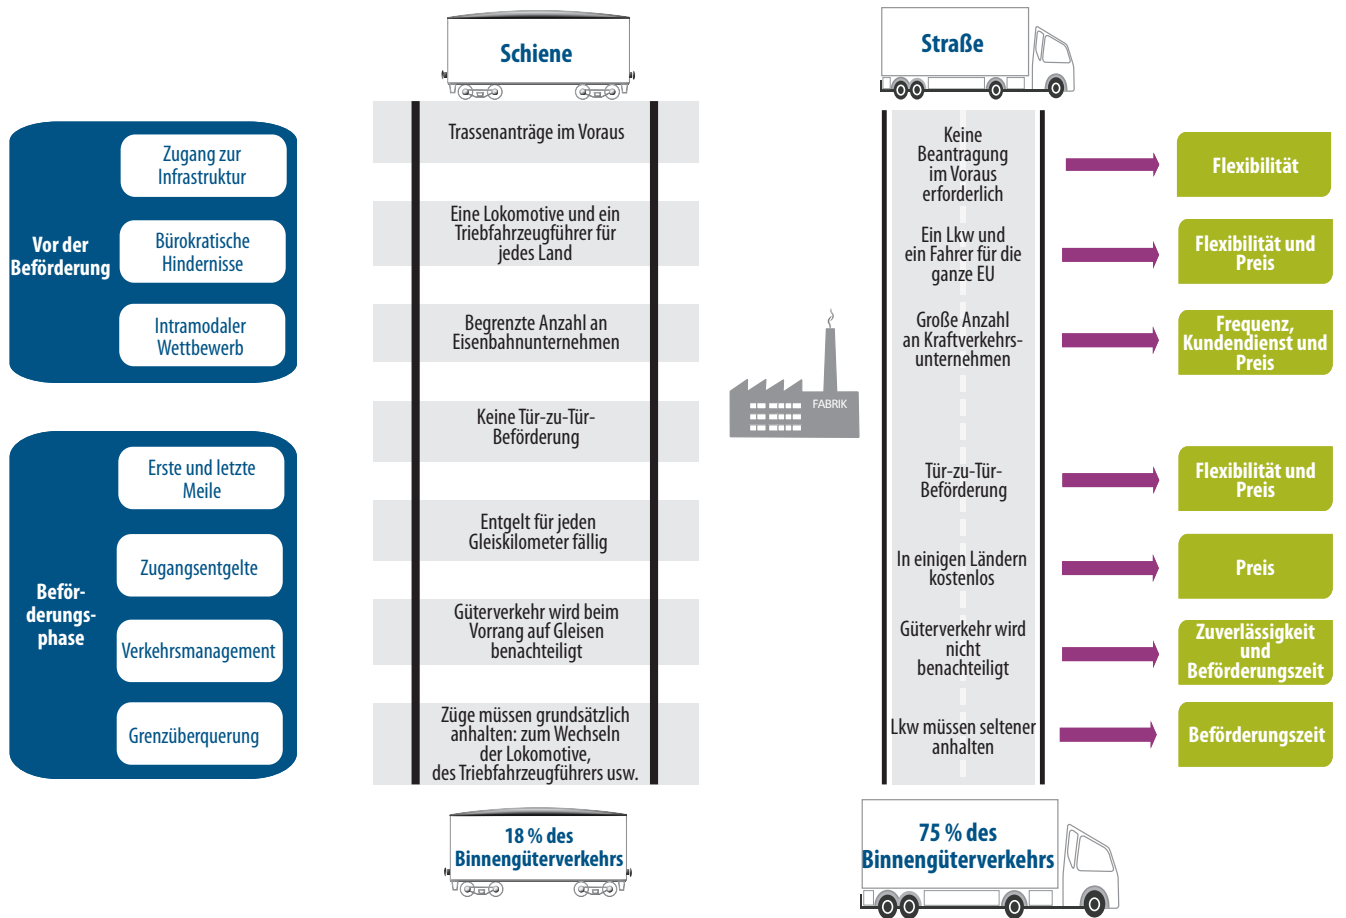 Schiene
Straße
Vor der
Beförderung
Zugang zur
Infrastruktur
Trassenanträge im Voraus
Keine
Beantragung
im Voraus
erforderlich
Flexibilität
Bürokratische
Hindernisse
Eine Lokomotive und ein
Triebfahrzeugführer für
jedes Land
Ein Lkw und
ein Fahrer für die
ganze EU
Flexibilität und
Preis
Intramodaler
Wettbewerb
Begrenzte Anzahl an
Eisenbahnunternehmen
Große Anzahl
an Kraftverkehrs-
unternehmen
Frequenz,
Kundendienst und
Preis
FABRIK
Beför-
derungs-
phase
Erste und letzte
Meile
Keine Tür-zu-Tür-
Beförderung
Tür-zu-Tür-
Beförderung
Flexibilität und
Preis
Zugangsentgelte
Entgelt für jeden
Gleiskilometer fällig
In einigen Ländern
kostenlos
Preis
Verkehrsmanagement
Güterverkehr wird beim
Vorrang auf Gleisen
benachteiligt
Güterverkehr wird
nicht
benachteiligt
Zuverlässigkeit
und
Beförderungszeit
Grenzüberquerung
Züge müssen grundsätzlich
anhalten: zum Wechseln
der Lokomotive,
des Triebfahrzeugführers usw.
Lkw müssen seltener
anhalten
Beförderungszeit
18 % des
Binnengüterverkehrs
75 % des
Binnengüterverkehrs